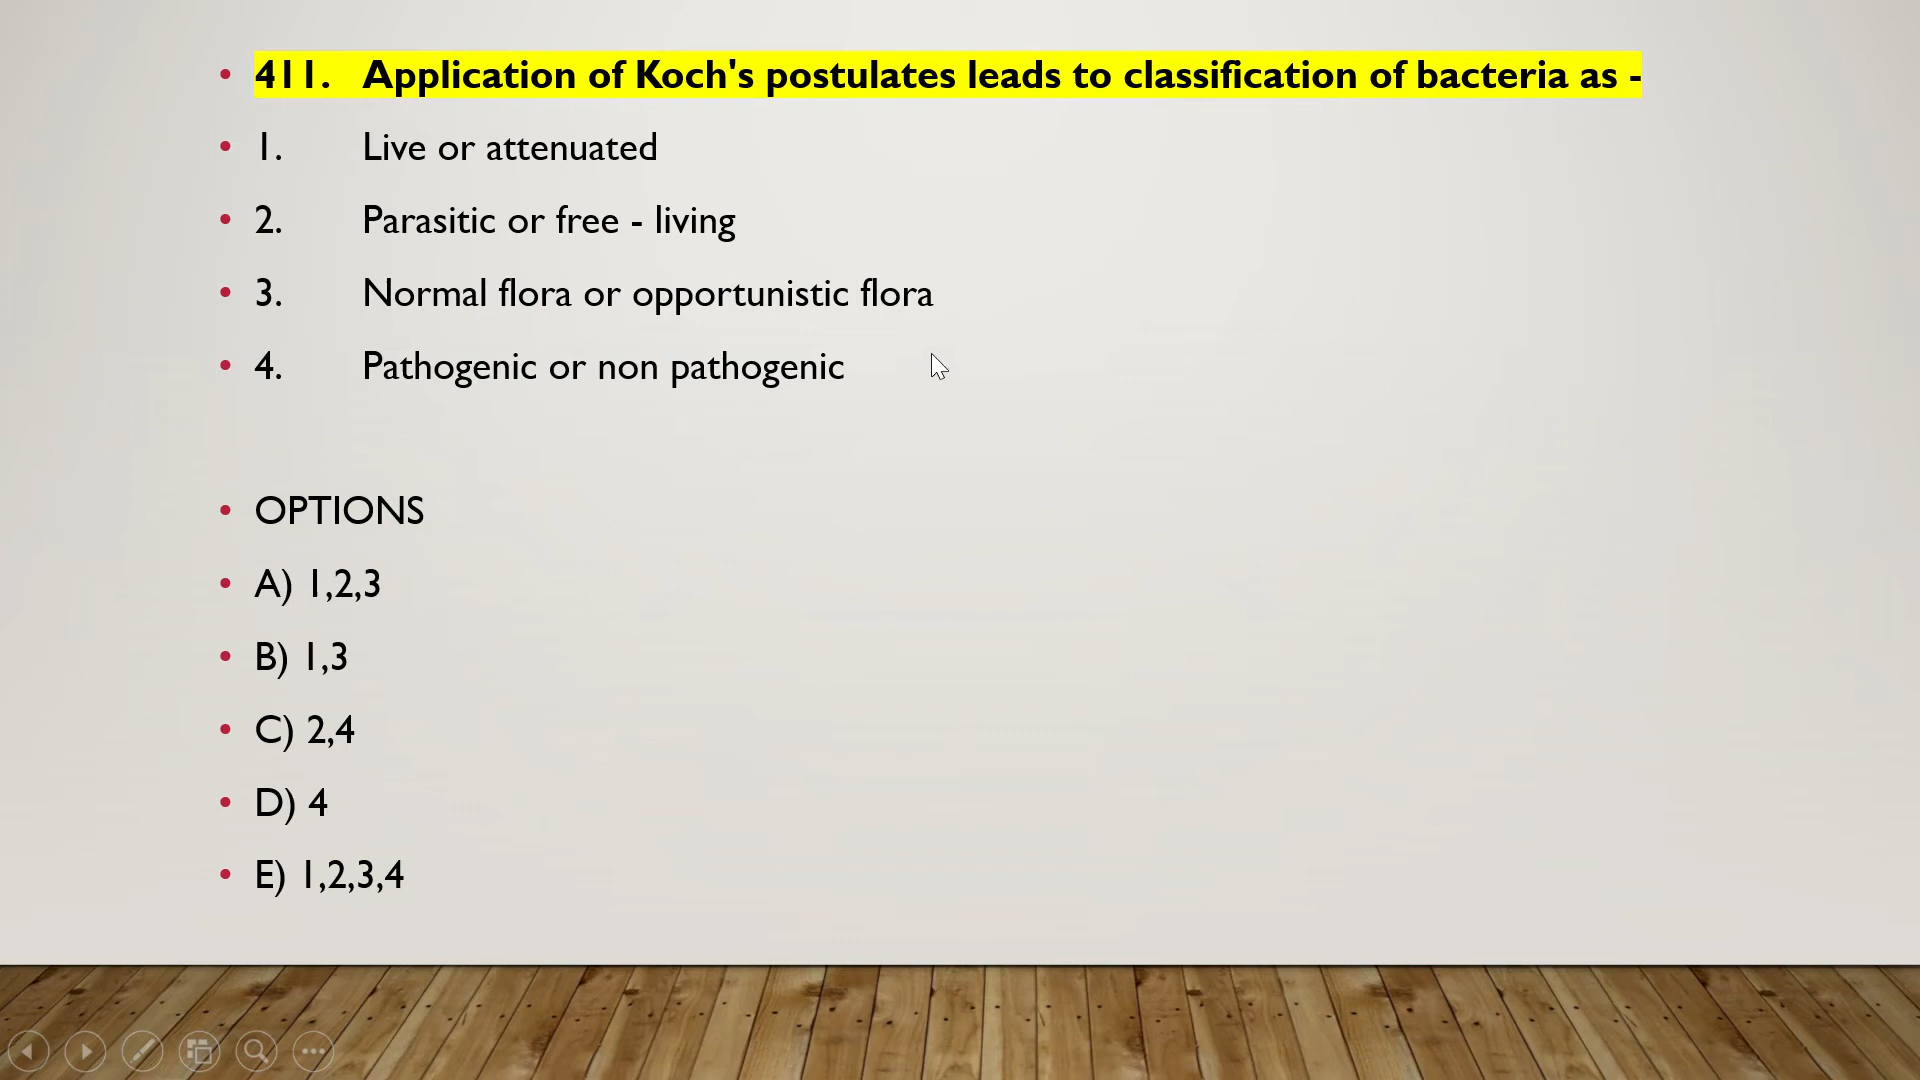 411. Application of Koch's postulates leads to classification of bacteria as -
1. Live or attenuated
2. Parasitic or free - living
3. Normal flora or opportunistic flora
4. Pathogenic or non pathogenic
OPTIONS
A) 1,2,3
B) 1,3
C) 2,4
D) 4
E) 1,2,3,4